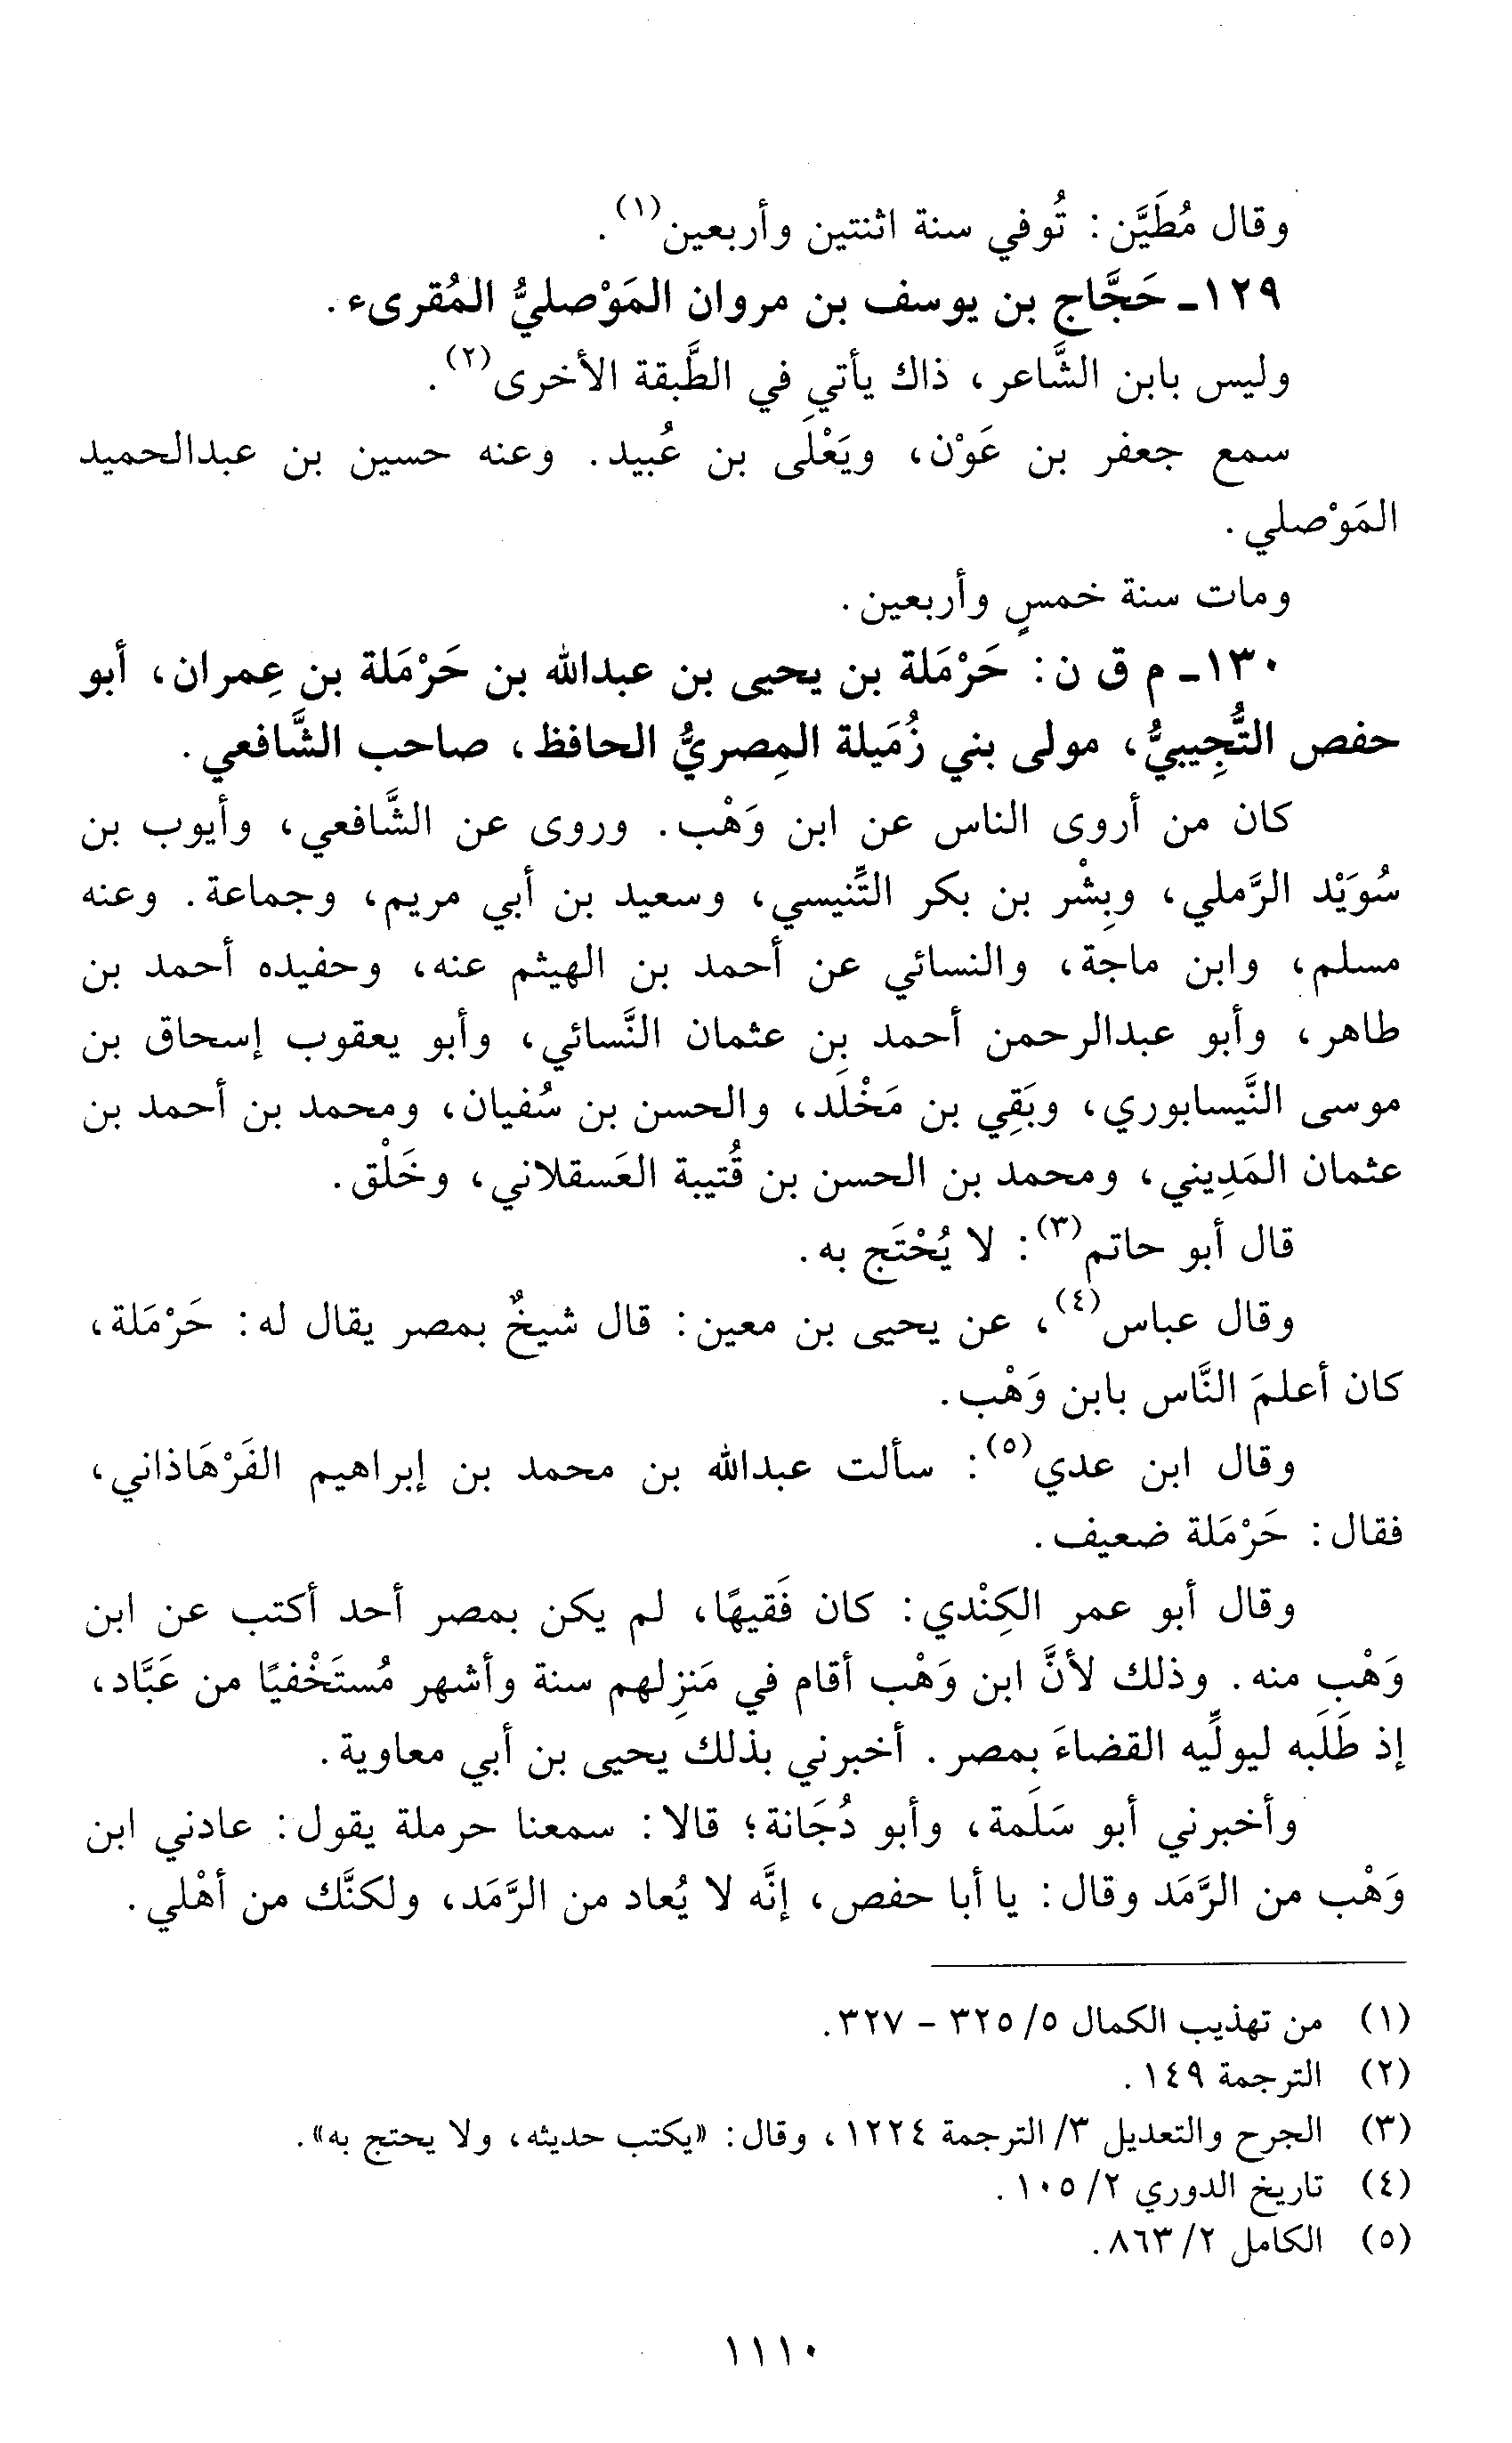 وقال مُطَيَّن: تُوفي سنة اثنتين وأربعين(١).
١٢٩ـ حَجَّاج بن يوسف بن مروان المَوْصليُّ المُقرىء.
وليس بابن الشَّاعر، ذاك يأتي في الطَّبقة الأخرى(٢).
سمع جعفر بن عَوْن، ويَعْلَى بن عُبيد. وعنه حسين بن عبدالحميد
المَوْصلي.
ومات سنة خمسٍ وأربعين.
١٣٠ـ م ق ن: حَرْمَلة بن يحيى بن عبدالله بن حَرْمَلة بن عِمران، أبو
حفص التُّجِيبيُّ، مولى بني زُمَيلة المِصريُّ الحافظ، صاحب الشَّافعي.
كان من أروى الناس عن ابن وَهْب. وروى عن الشَّافعي، وأيوب بن
سُوَيْد الرَّملي، وبِشْر بن بكر التِّنيسي، وسعيد بن أبي مريم، وجماعة. وعنه
مسلم، وابن ماجة، والنسائي عن أحمد بن الهيثم عنه، وحفيده أحمد بن
طاهر، وأبو عبدالرحمن أحمد بن عثمان النَّسائي، وأبو يعقوب إسحاق بن
موسى النَّيسابوري، وبَقِي بن مَخْلَد، والحسن بن سُفيان، ومحمد بن أحمد بن
عثمان المَدِيني، ومحمد بن الحسن بن قُتيبة العَسقلاني، وخَلْق.
قال أبو حاتم(٣): لا يُحْتَج به.
وقال عباس(٤)، عن يحيى بن معين: قال شيخٌ بمصر يقال له: حَرْمَلة،
كان أعلمَ النَّاس بابن وَهْب.
وقال ابن عدي(٥): سألت عبدالله بن محمد بن إبراهيم الفَرْهَاذاني،
فقال: حَرْمَلة ضعيف.
وقال أبو عمر الكِنْدي: كان فَقيهًا، لم يكن بمصر أحد أكتب عن ابن
وَهْب منه. وذلك لأنَّ ابن وَهْب أقام في مَنزِلهم سنة وأشهر مُستَخْفيًا من عَبَّاد،
إذ طَلَبه ليولِّيه القضاءَ بمصر. أخبرني بذلك يحيى بن أبي معاوية.
وأخبرني أبو سَلَمة، وأبو دُجَانة؛ قالا: سمعنا حرملة يقول: عادني ابن
وَهْب من الرَّمَد وقال: يا أبا حفص، إنَّه لا يُعاد من الرَّمَد، ولكنَّك من أهْلي.
(١) من تهذيب الكمال ٥/ ٣٢٥ - ٣٢٧.
(٢) الترجمة ١٤٩.
(٣) الجرح والتعديل ٣/ الترجمة ١٢٢٤، وقال: «يكتب حديثه، ولا يحتج به».
(٤) تاريخ الدوري ٢/ ١٠٥.
(٥) الكامل ٢/ ٨٦٣.
١١١٠